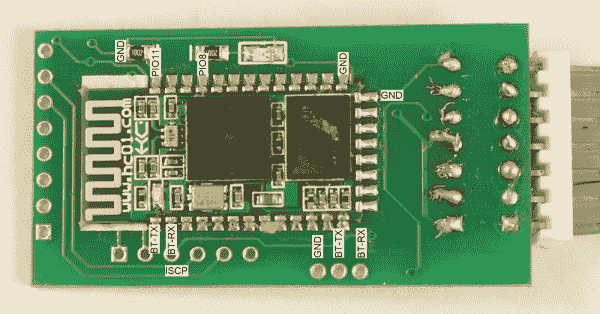 GND
PIO11
PIO8
GND
GND
www.hc01.com
BT-TX
BT-RX
ISCP
GND
BT-TX
BT-RX